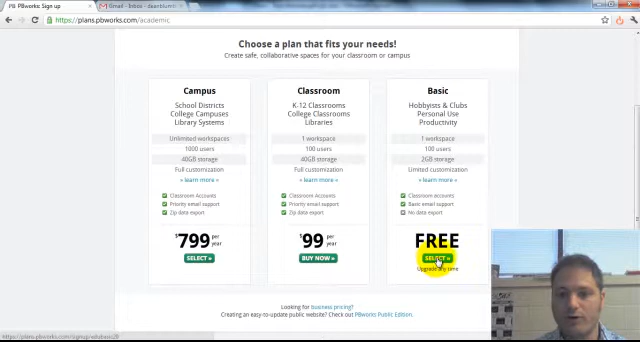 PB PBworks: Sign up
Gmail - Inbox - deantblumth
https://plans.pbworks.com/academic
Choose a plan that fits your needs!
Create safe, collaborative spaces for your classroom or campus
Campus
School Districts
College Campuses
Library Systems
Unlimited workspaces
1000 users
40GB storage
Full customization
» learn more «
Classroom Accounts
Priority email support
Zip data export
$799 per year
SELECT »
Classroom
K-12 Classrooms
College Classrooms
Libraries
1 workspace
100 users
40GB storage
Full customization
» learn more «
Classroom Accounts
Priority email support
Zip data export
$99 per year
BUY NOW »
Basic
Hobbyists & Clubs
Personal Use
Productivity
1 workspace
100 users
2GB storage
Limited customization
» learn more «
Classroom accounts
Basic email support
No data export
FREE
SELECT »
Upgrade any time
Looking for business pricing?
Creating an easy-to-update public website? Check out PBworks Public Edition.